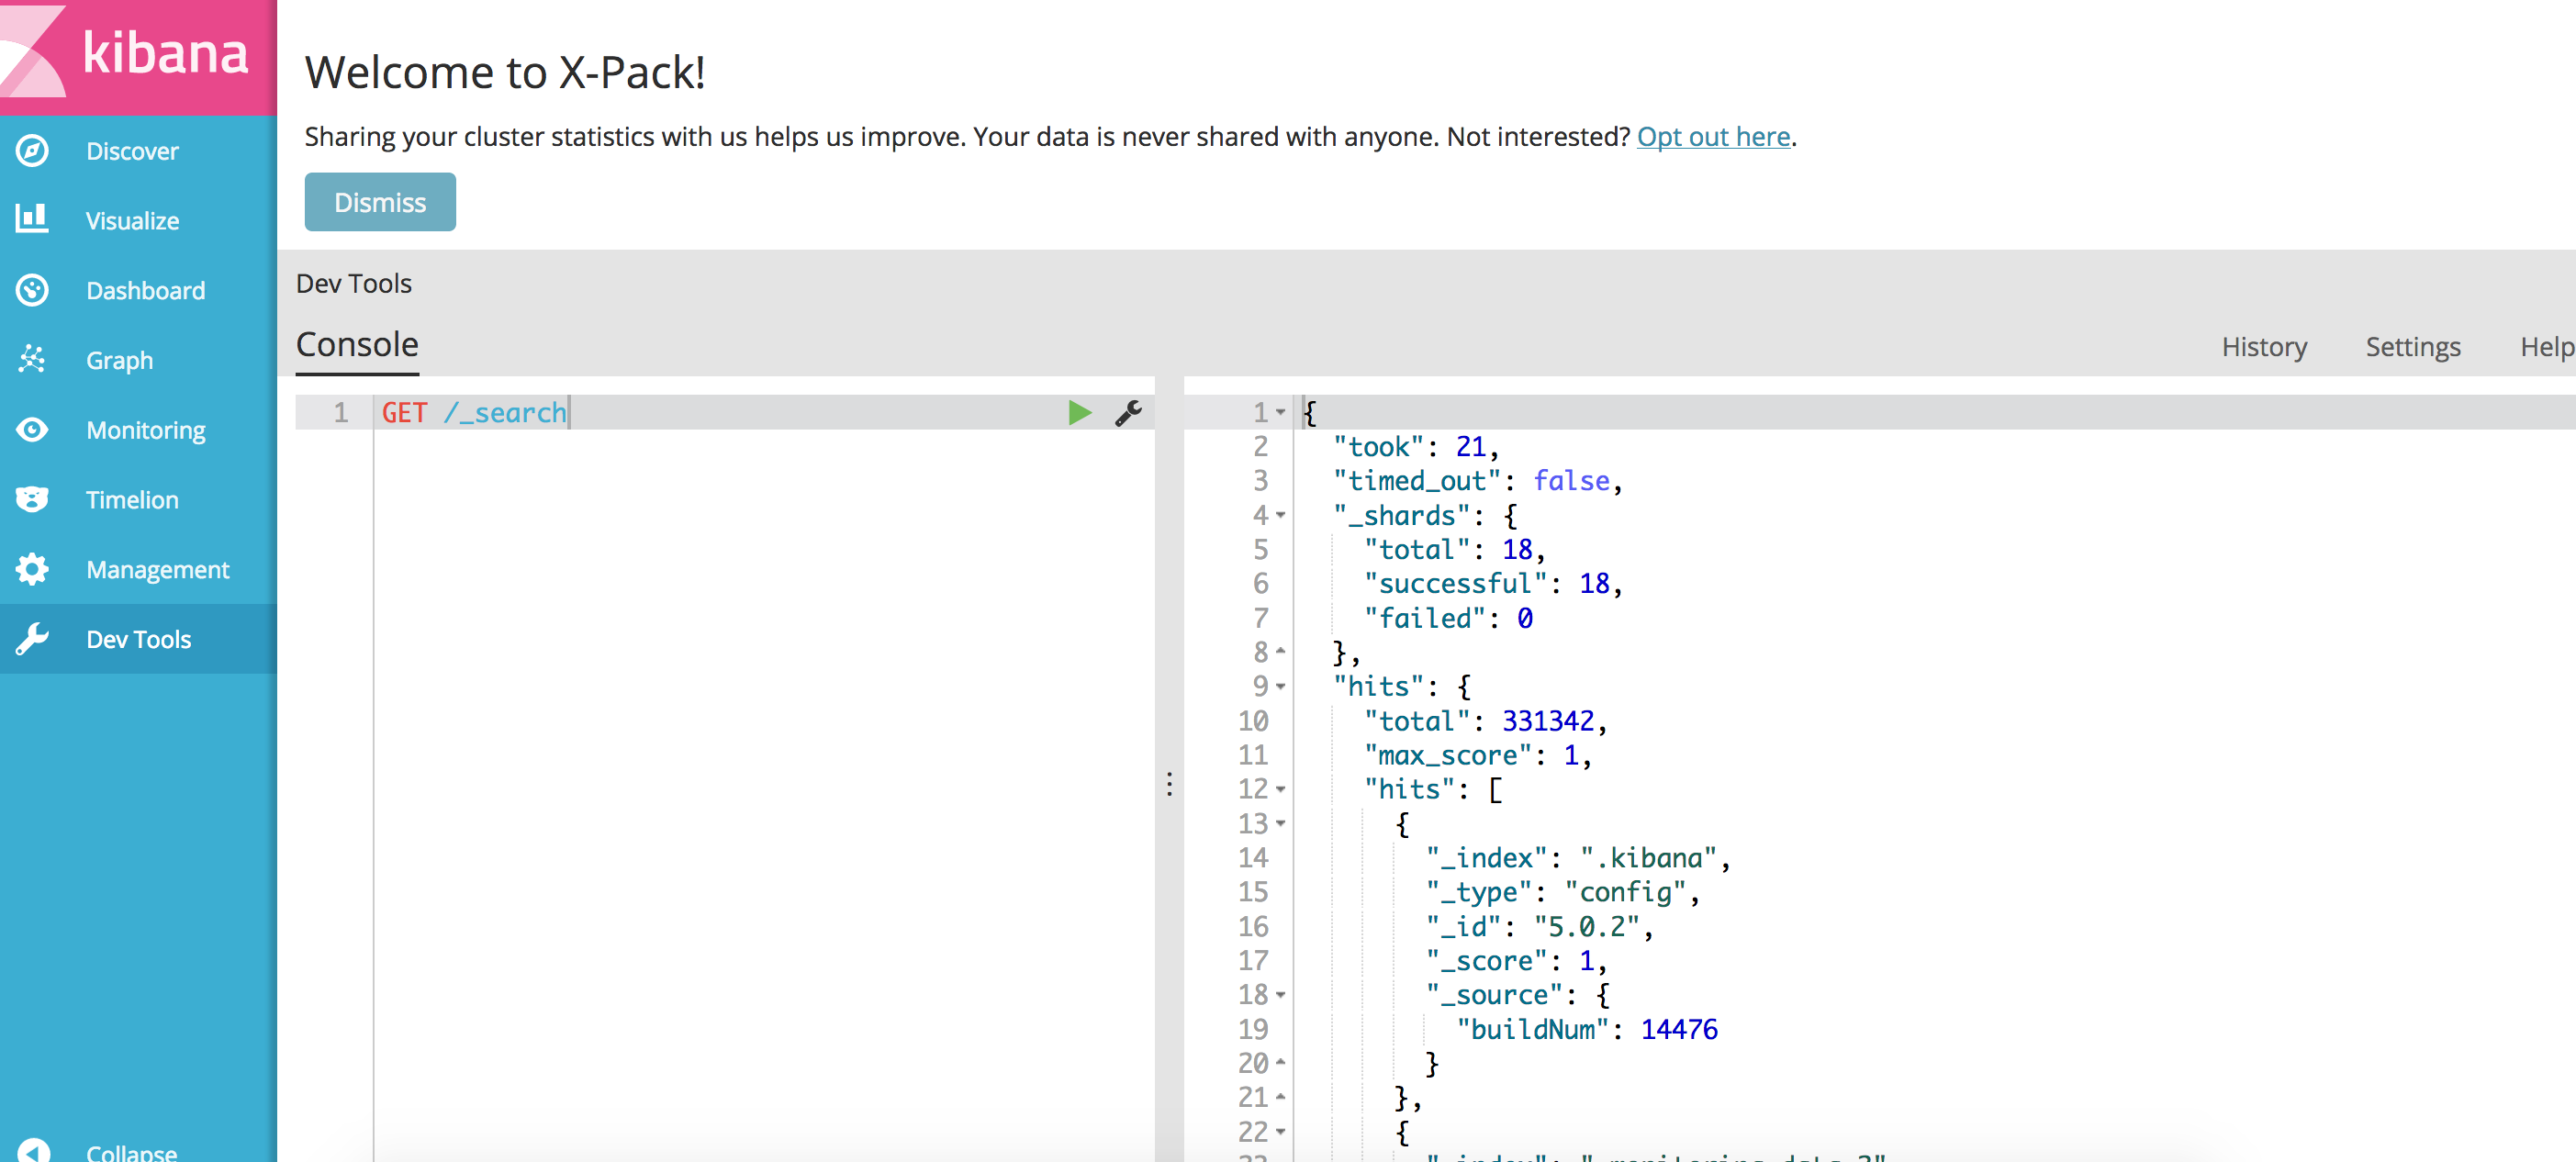 kibana
Discover
Visualize
Dashboard
Graph
Monitoring
Timelion
Management
Dev Tools
Collapse
Welcome to X-Pack!
Sharing your cluster statistics with us helps us improve. Your data is never shared with anyone. Not interested? Opt out here.
Dismiss
Dev Tools
Console
History Settings Help
1 GET /_search
1 {
2 "took": 21,
3 "timed_out": false,
4 "_shards": {
5 "total": 18,
6 "successful": 18,
7 "failed": 0
8 },
9 "hits": {
10 "total": 331342,
11 "max_score": 1,
12 "hits": [
13 {
14 "_index": ".kibana",
15 "_type": "config",
16 "_id": "5.0.2",
17 "_score": 1,
18 "_source": {
19 "buildNum": 14476
20 }
21 },
22 {